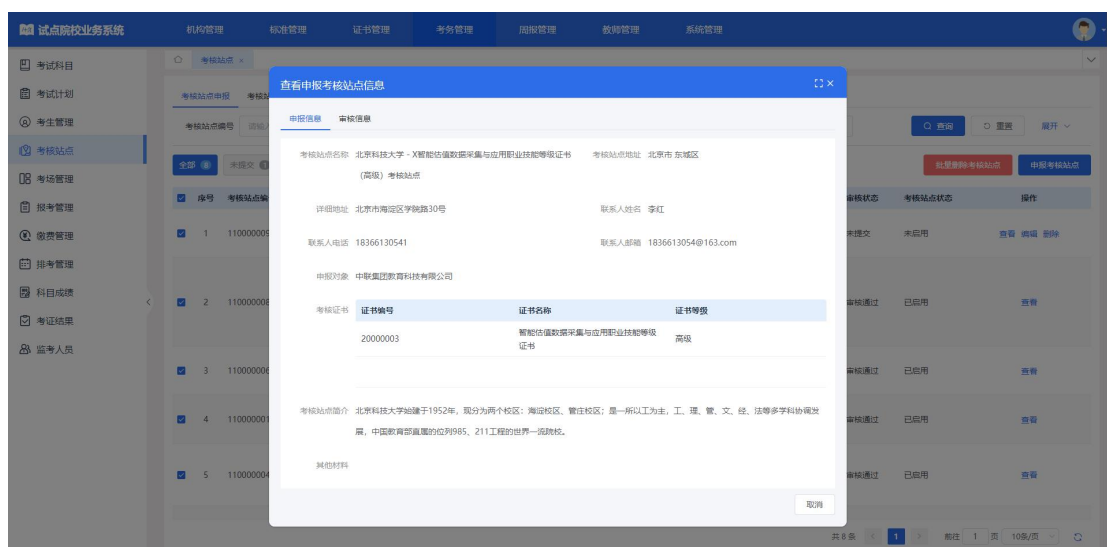 试点院校业务系统
机构管理 标准管理 证书管理 考务管理 周报管理 教师管理 系统管理
考试科目
考试计划
考生管理
考核站点
考场管理
报考管理
缴费管理
排考管理
科目成绩
考证结果
监考人员
考核站点 ×
考核站点申报 考核站
考核站点编号 请输入
查询 重置 展开
全部 未提交
批量删除考核站点 申报考核站点
序号 考核站点编 审核状态 考核站点状态 操作
1 110000009 未提交 未启用 查看 编辑 删除
2 110000008 审核通过 已启用 查看
3 110000006 审核通过 已启用 查看
4 110000001 审核通过 已启用 查看
5 110000004 审核通过 已启用 查看
共 8 条 1 前往 1 页 10条/页
查看申报考核站点信息
申报信息 审核信息
考核站点名称 北京科技大学 - X智能估值数据采集与应用职业技能等级证书
(高级) 考核站点
考核站点地址 北京市 东城区
详细地址 北京市海淀区学院路30号
联系人姓名 李红
联系人电话 18366130541
联系人邮箱 1836613054@163.com
申报对象 中联集团教育科技有限公司
考核证书
证书编号 证书名称 证书等级
20000003 智能估值数据采集与应用职业技能等级 高级
证书
考核站点简介 北京科技大学始建于1952年，现分为两个校区：海淀校区、管庄校区；是一所以工为主，工、理、管、文、经、法等多学科协调发
展，中国教育部直属的位列985、211工程的世界一流院校。
其他材料
取消